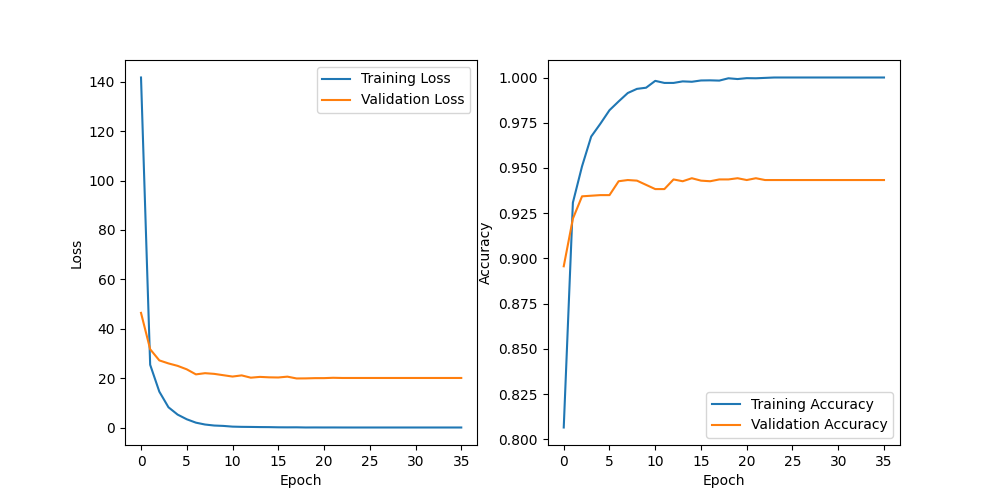 Training Loss
Validation Loss
140
120
100
80
60
40
20
0
Loss
0 5 10 15 20 25 30 35
Epoch
1.000
0.975
0.950
0.925
0.900
0.875
0.850
0.825
0.800
Accuracy
Training Accuracy
Validation Accuracy
0 5 10 15 20 25 30 35
Epoch